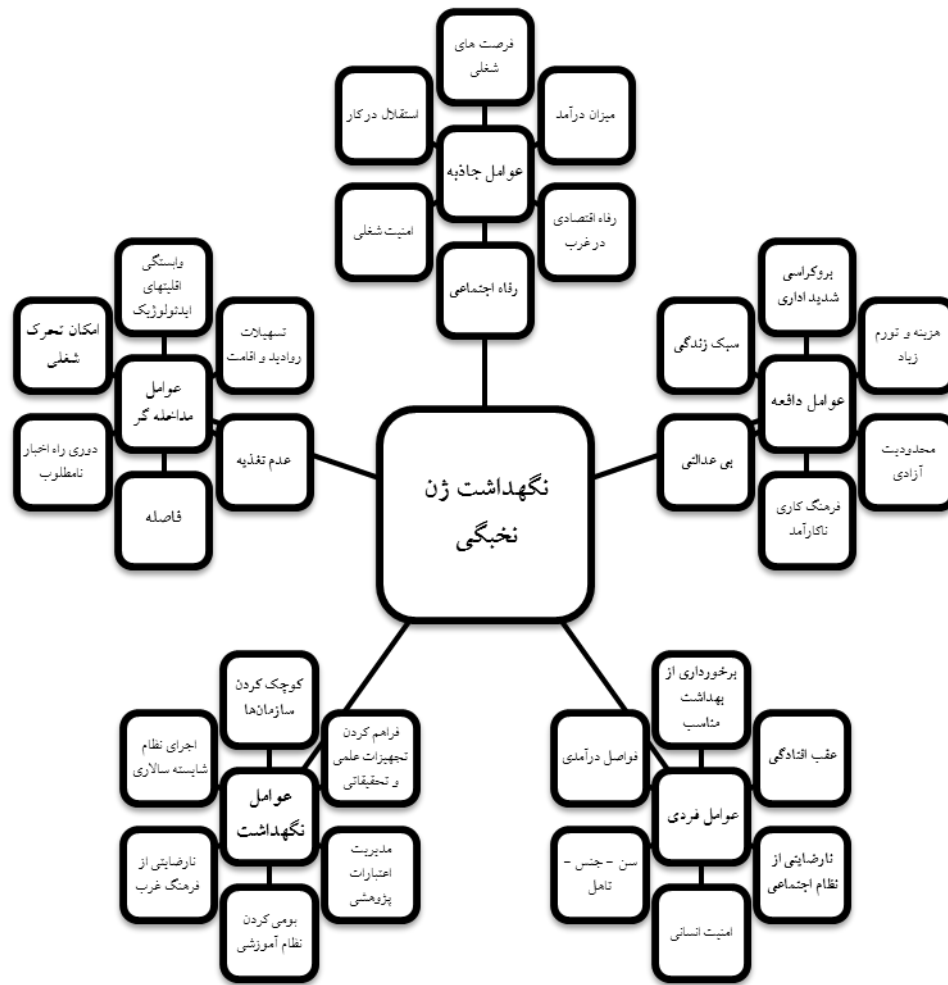 فرصت های
شغلی
استقلال در کار
میزان درآمد
عوامل جاذبه
امنیت شغلی
رفاه اقتصادی
در غرب
رفاه اجتماعی
وابستگی
اقلیتهای
ایدئولوژیک
امکان تحرک
شغلی
تسهیلات
روادید و اقامت
عوامل
مداخله گر
دوری راه اخبار
نامطلوب
عدم تغذیه
فاصله
بروکراسی
شدید اداری
سبک زندگی
هزینه و تورم
زیاد
عوامل دافعه
بی عدالتی
محدودیت
آزادی
فرهنگ کاری
ناکارآمد
نگهداشت ژن
نخبگی
کوچک کردن
سازمان‌ها
اجرای نظام
شایسته سالاری
فراهم کردن
تجهیزات علمی
و تحقیقاتی
عوامل
نگهداشت
نارضایتی از
فرهنگ غرب
مدیریت
اعتبارات
پژوهشی
بومی کردن
نظام آموزشی
برخورداری از
بهداشت
مناسب
فواصل درآمدی
عقب افتادگی
عوامل فردی
سن - جنس -
تاهل
نارضایتی از
نظام اجتماعی
امنیت انسانی